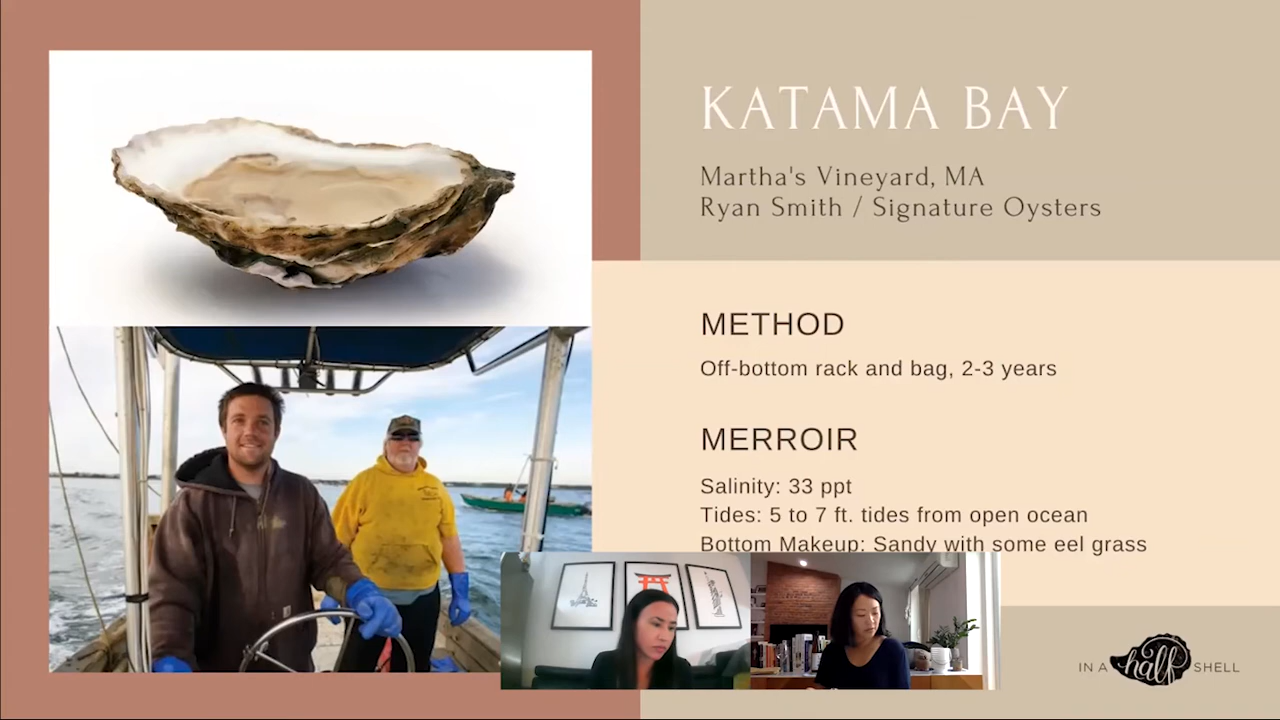 KATAMA BAY
Martha's Vineyard, MA
Ryan Smith / Signature Oysters
METHOD
Off-bottom rack and bag, 2-3 years
MERROIR
Salinity: 33 ppt
Tides: 5 to 7 ft. tides from open ocean
Bottom Makeup: Sandy with some eel grass
IN A half SHELL